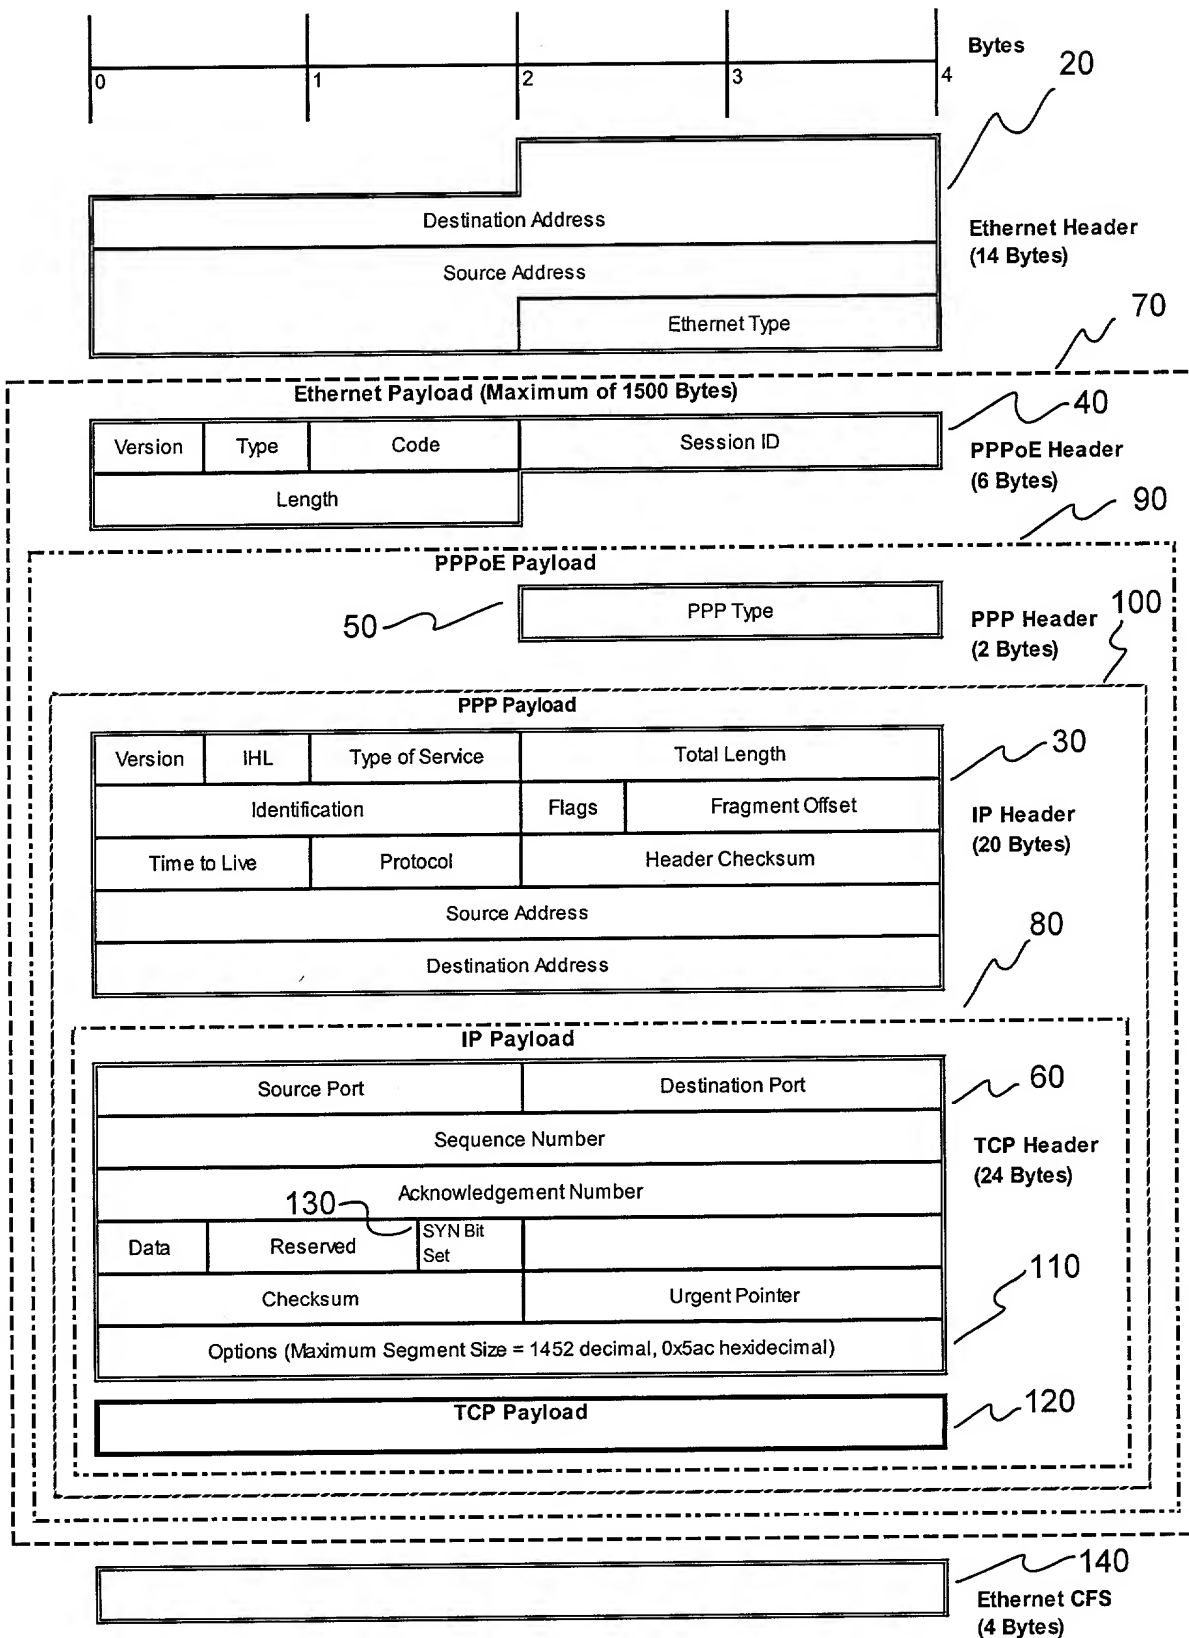 Bytes
0 1 2 3 4
20
Destination Address
Ethernet Header
(14 Bytes)
Source Address
Ethernet Type
70
Ethernet Payload (Maximum of 1500 Bytes)
40
Version Type Code Session ID
PPPoE Header
(6 Bytes)
Length
90
PPPoE Payload
50
PPP Type
PPP Header
(2 Bytes)
100
PPP Payload
Version IHL Type of Service Total Length
30
Identification Flags Fragment Offset
IP Header
(20 Bytes)
Time to Live Protocol Header Checksum
Source Address
80
Destination Address
IP Payload
Source Port Destination Port
60
Sequence Number
TCP Header
(24 Bytes)
Acknowledgement Number
130
Data Reserved SYN Bit
Set
110
Checksum Urgent Pointer
Options (Maximum Segment Size = 1452 decimal, 0x5ac hexidecimal)
TCP Payload
120
140
Ethernet CFS
(4 Bytes)